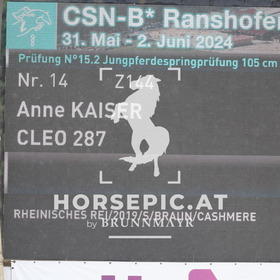 CSN-B* Ranshofe
31. Mai - 2. Juni 2024
Prüfung N°15.2 Jungpferdespringprüfung 105 cm
Nr. 14 Z144
Anne KAISER
CLEO 287
HORSEPIC.AT
RHEINISCHES REI/2019/S/BRAUN/CASHMERE
by BRUNNMAYR